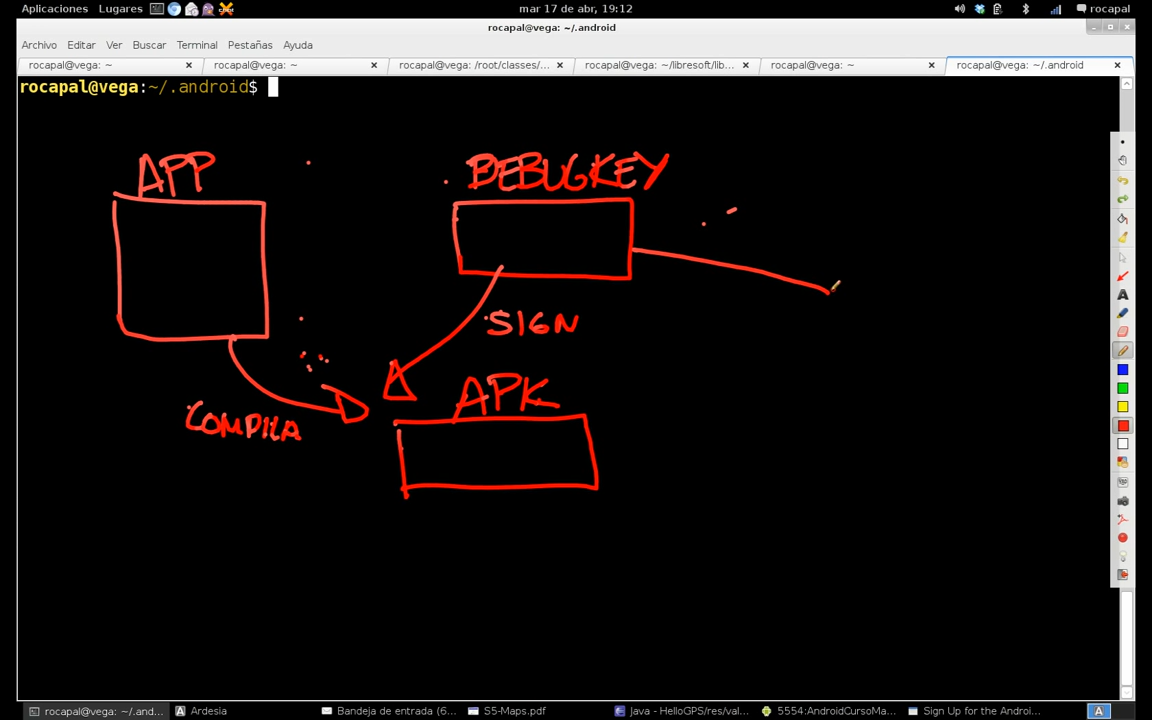 Aplicaciones Lugares mar 17 de abr, 19:12 rocapal
rocapal@vega: ~/.android
Archivo Editar Ver Buscar Terminal Pestañas Ayuda
rocapal@vega: ~ rocapal@vega: ~ rocapal@vega: /root/classes/... rocapal@vega: ~/libresoft/lib... rocapal@vega: ~ rocapal@vega: ~/.android
rocapal@vega:~/.android$
APP DEBUGKEY
SIGN
APK
COMPILA
rocapal@vega: ~/.and... Ardesia Bandeja de entrada (6... S5-Maps.pdf Java - HelloGPS/res/val... 5554:AndroidCursoMa... Sign Up for the Androi...